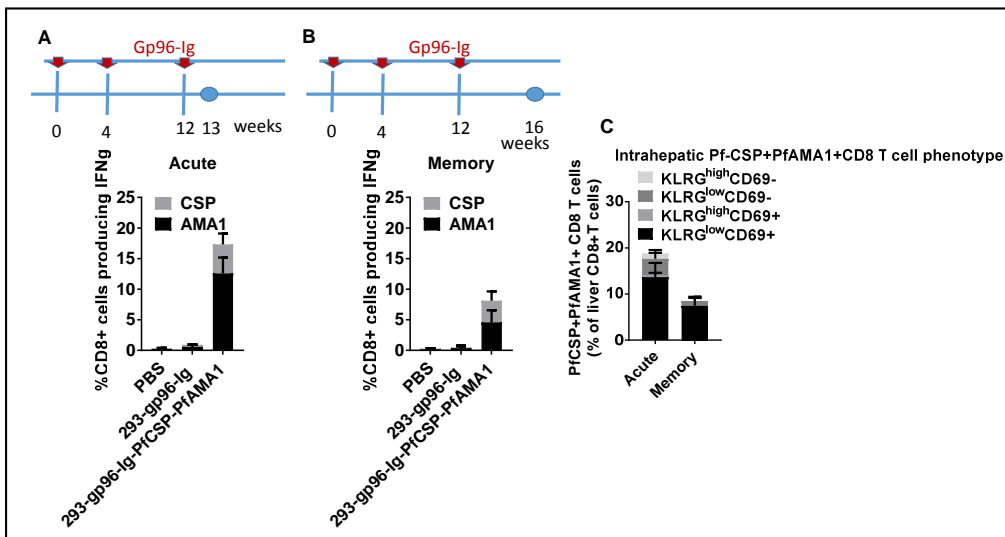 A
Gp96-Ig
0 4 12 13 weeks
Acute
%CD8+ cells producing IFNg
25
20
15
10
5
0
CSP
AMA1
PBS
293-gp96-Ig
293-gp96-Ig-PfCSP-PfAMA1
B
Gp96-Ig
0 4 12 16
weeks
Memory
%CD8+ cells producing IFNg
25
20
15
10
5
0
CSP
AMA1
PBS
293-gp96-Ig
293-gp96-Ig-PfCSP-PfAMA1
C
Intrahepatic Pf-CSP+PfAMA1+CD8 T cell phenotype
PfCSP+PfAMA1+ CD8 T cells
(% of liver CD8+T cells)
30
20
10
0
KLRGhighCD69-
KLRGlowCD69-
KLRGhighCD69+
KLRGlowCD69+
Acute
Memory